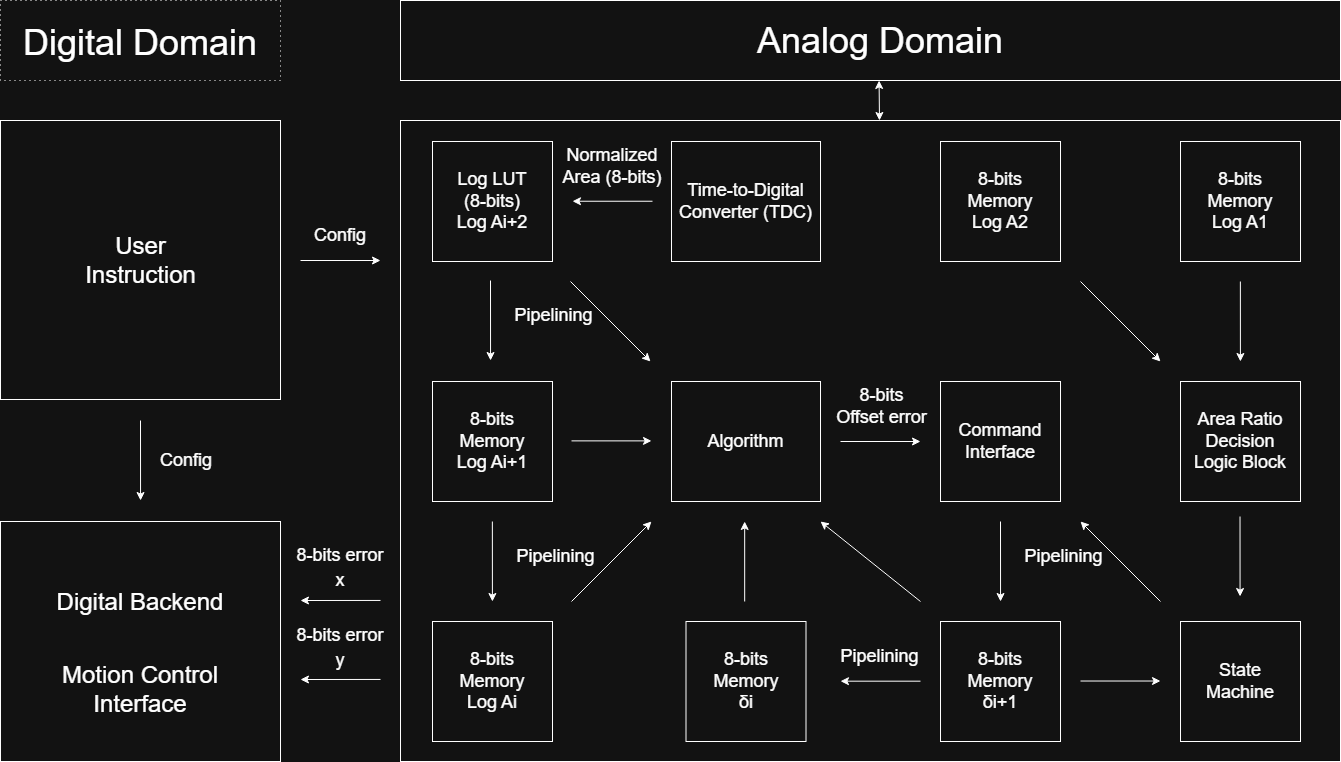 Digital Domain
Analog Domain
User
Instruction
Config
Config
Digital Backend
Motion Control
Interface
8-bits error
x
8-bits error
y
Log LUT
(8-bits)
Log Ai+2
Normalized
Area (8-bits)
Time-to-Digital
Converter (TDC)
8-bits
Memory
Log A2
8-bits
Memory
Log A1
Pipelining
8-bits
Memory
Log Ai+1
Algorithm
8-bits
Offset error
Command
Interface
Area Ratio
Decision
Logic Block
Pipelining
Pipelining
8-bits
Memory
Log Ai
8-bits
Memory
δi
Pipelining
8-bits
Memory
δi+1
State
Machine